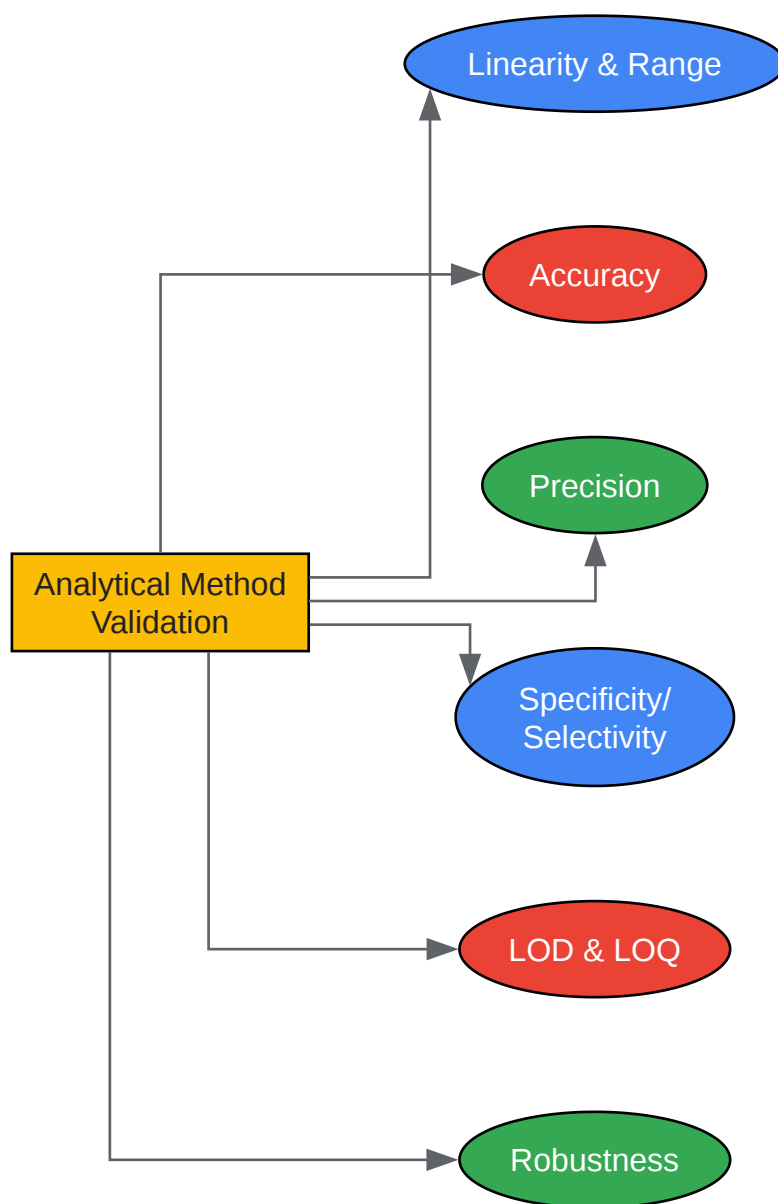 Linearity & Range
Accuracy
Precision
Analytical Method
Validation
Specificity/
Selectivity
LOD & LOQ
Robustness